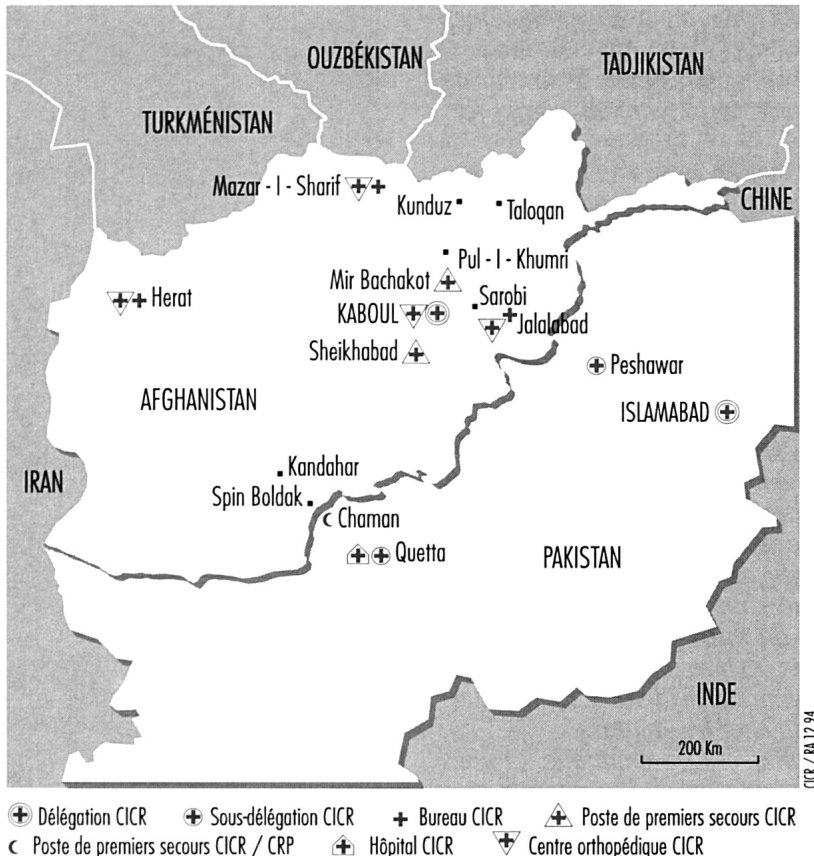 OUZBÉKISTAN
TADJIKISTAN
TURKMÉNISTAN
Mazar - I - Sharif
Kunduz
Taloqan
CHINE
Pul - I - Khumri
Mir Bachakot
Herat
Sarobi
KABOUL
Jalalabad
Sheikhabad
Peshawar
AFGHANISTAN
ISLAMABAD
Kandahar
IRAN
Spin Boldak
Chaman
Quetta
PAKISTAN
INDE
200 Km
CICR / RA 12.94
Délégation CICR
Sous-délégation CICR
Bureau CICR
Poste de premiers secours CICR
Poste de premiers secours CICR / CRP
Hôpital CICR
Centre orthopédique CICR